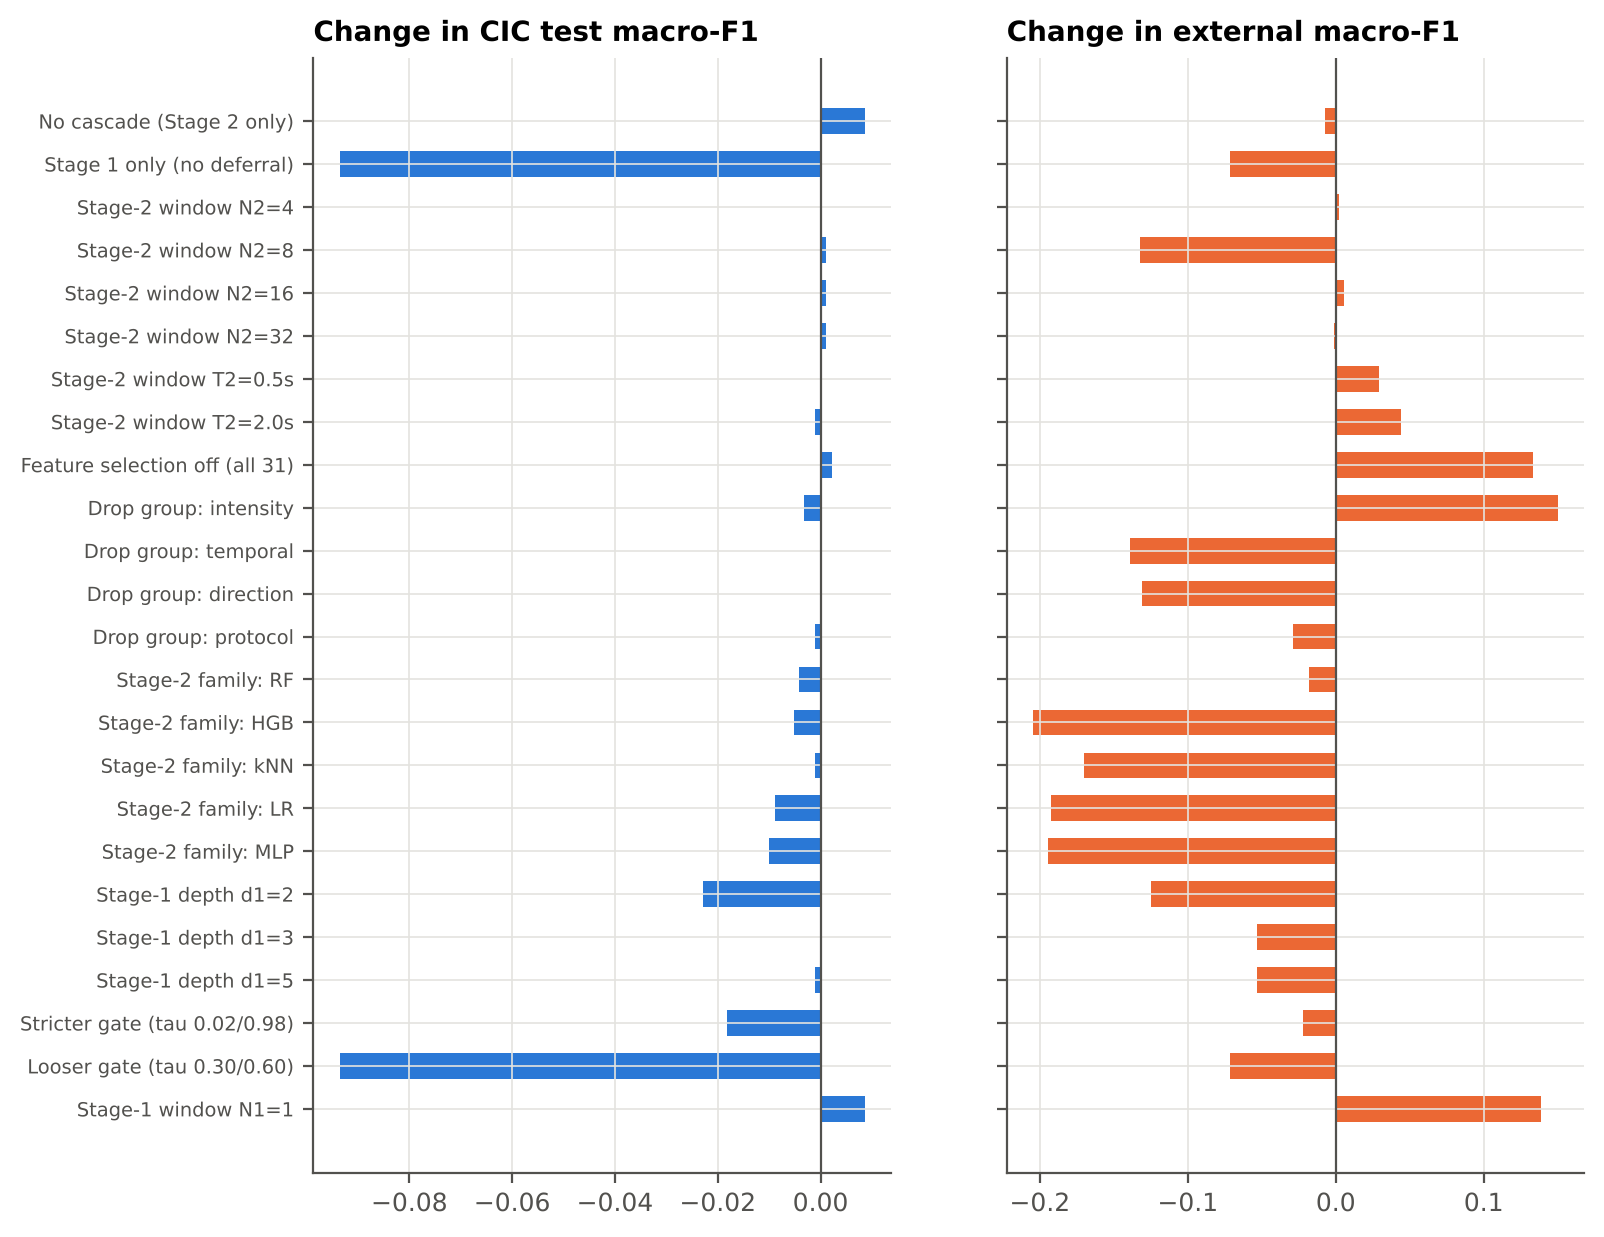 Change in CIC test macro-F1
Change in external macro-F1
No cascade (Stage 2 only)
Stage 1 only (no deferral)
Stage-2 window N2=4
Stage-2 window N2=8
Stage-2 window N2=16
Stage-2 window N2=32
Stage-2 window T2=0.5s
Stage-2 window T2=2.0s
Feature selection off (all 31)
Drop group: intensity
Drop group: temporal
Drop group: direction
Drop group: protocol
Stage-2 family: RF
Stage-2 family: HGB
Stage-2 family: kNN
Stage-2 family: LR
Stage-2 family: MLP
Stage-1 depth d1=2
Stage-1 depth d1=3
Stage-1 depth d1=5
Stricter gate (tau 0.02/0.98)
Looser gate (tau 0.30/0.60)
Stage-1 window N1=1
−0.08 −0.06 −0.04 −0.02 0.00
−0.2 −0.1 0.0 0.1